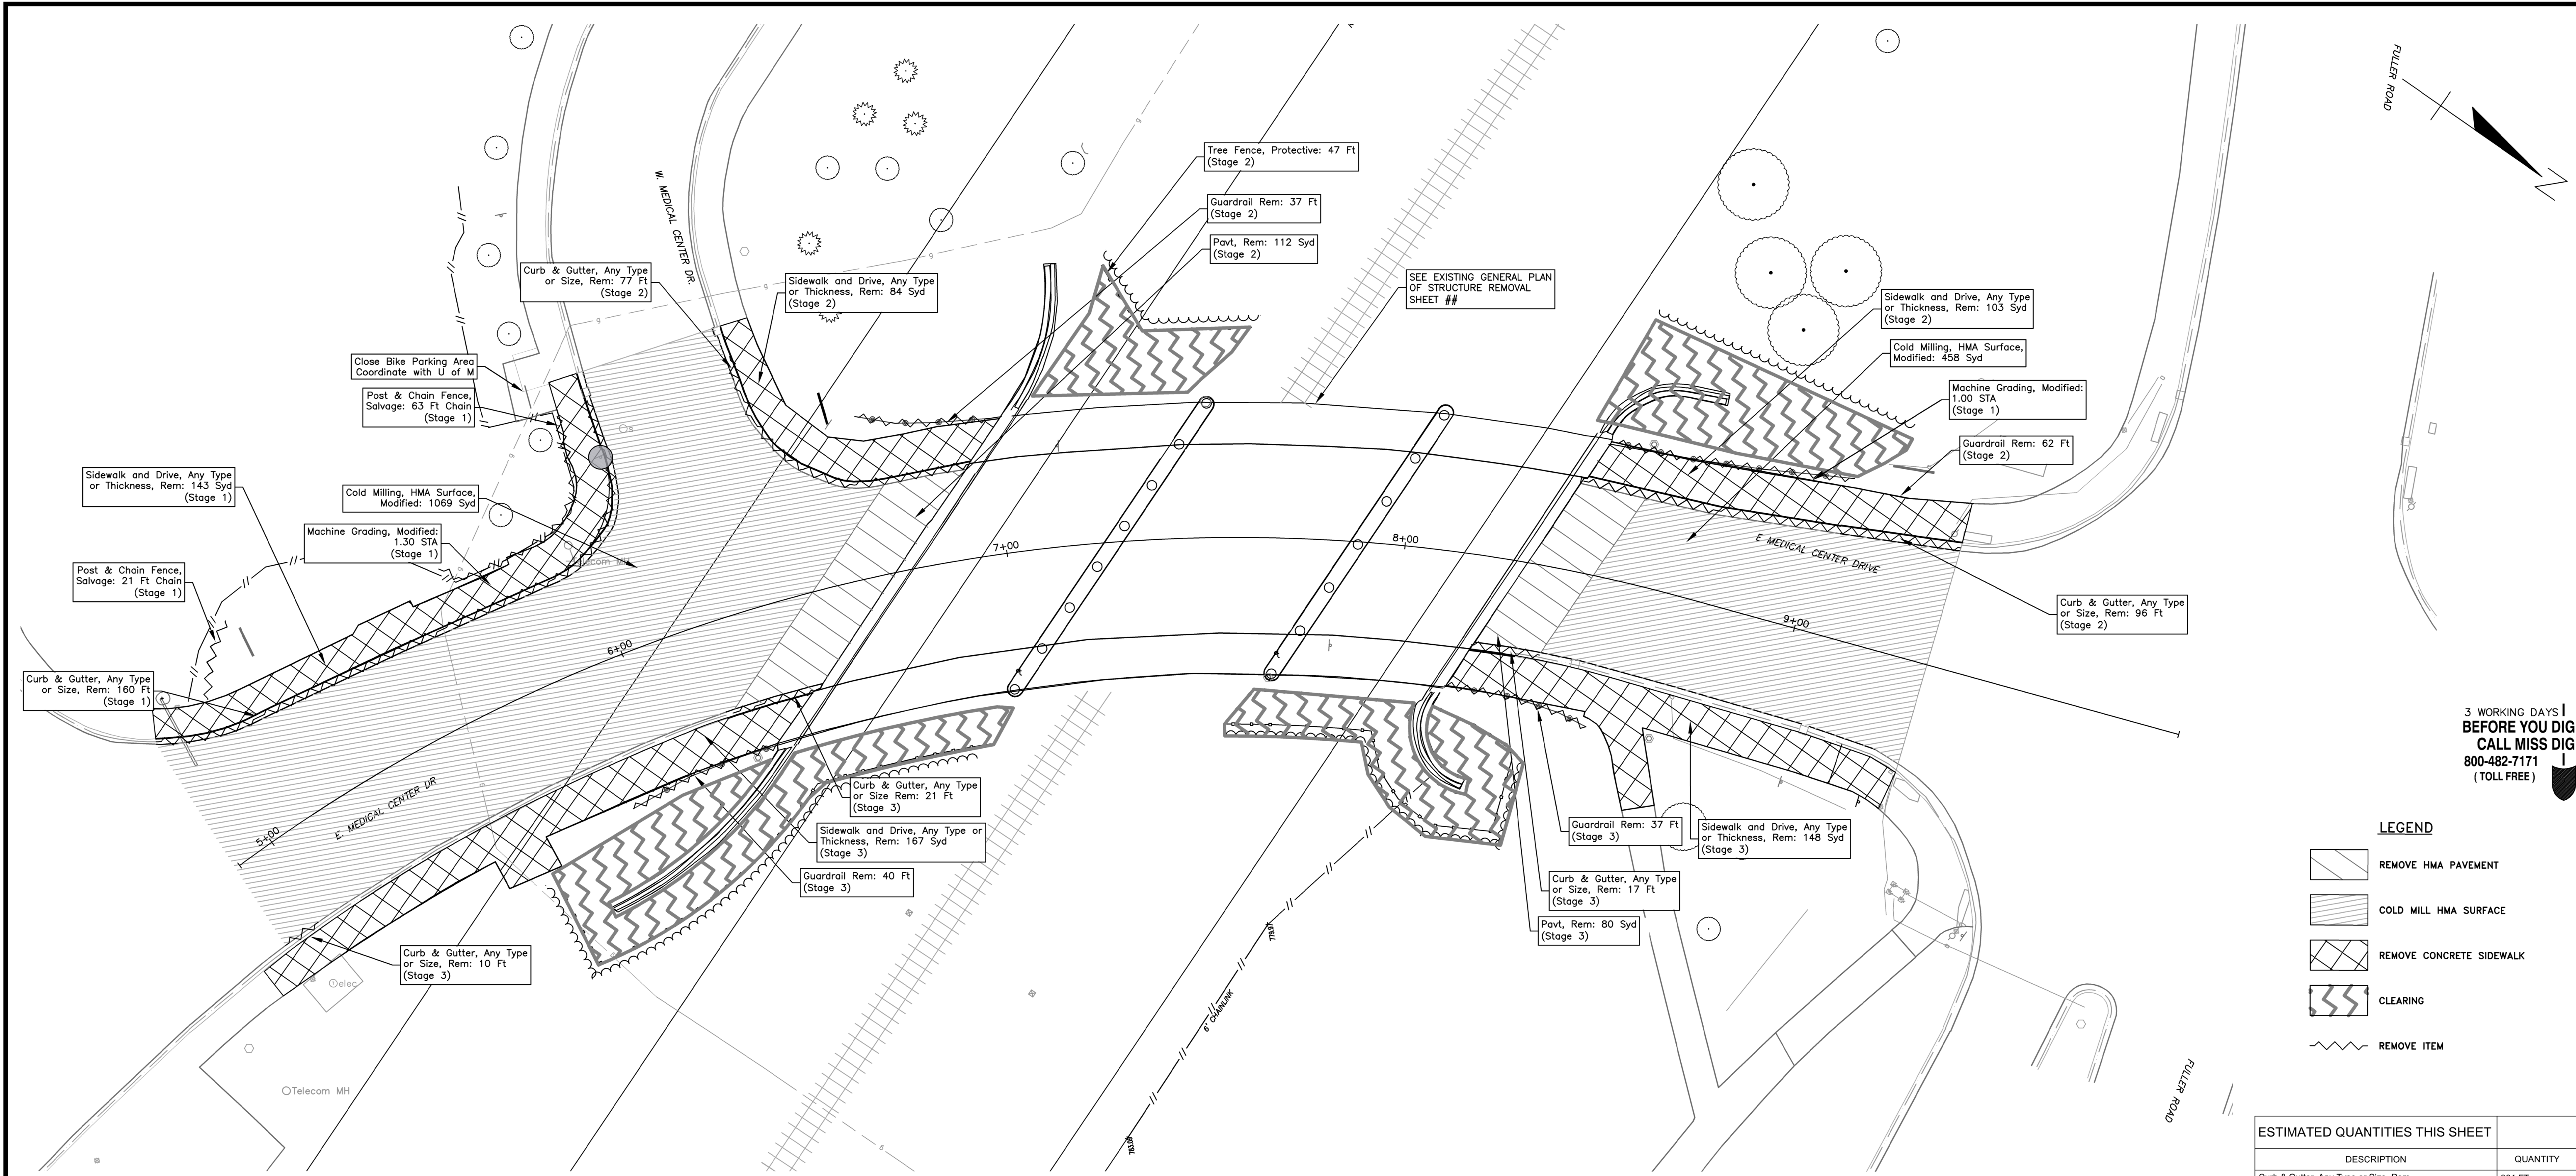 FULLER ROAD
W. MEDICAL CENTER DR.
Tree Fence, Protective: 47 Ft
(Stage 2)
Guardrail Rem: 37 Ft
(Stage 2)
Pavt, Rem: 112 Syd
(Stage 2)
SEE EXISTING GENERAL PLAN
OF STRUCTURE REMOVAL
SHEET ##
Curb & Gutter, Any Type
or Size, Rem: 77 Ft
(Stage 2)
Sidewalk and Drive, Any Type
or Thickness, Rem: 84 Syd
(Stage 2)
Sidewalk and Drive, Any Type
or Thickness, Rem: 103 Syd
(Stage 2)
Cold Milling, HMA Surface,
Modified: 458 Syd
Machine Grading, Modified:
1.00 STA
(Stage 1)
Guardrail Rem: 62 Ft
(Stage 2)
Close Bike Parking Area
Coordinate with U of M
Post & Chain Fence,
Salvage: 63 Ft Chain
(Stage 1)
Sidewalk and Drive, Any Type
or Thickness, Rem: 143 Syd
(Stage 1)
Cold Milling, HMA Surface,
Modified: 1069 Syd
Machine Grading, Modified:
1.30 STA
(Stage 1)
Telecom MH
Post & Chain Fence,
Salvage: 21 Ft Chain
(Stage 1)
Curb & Gutter, Any Type
or Size, Rem: 160 Ft
(Stage 1)
5+00
6+00
7+00
8+00
9+00
E MEDICAL CENTER DRIVE
Curb & Gutter, Any Type
or Size, Rem: 96 Ft
(Stage 2)
E. MEDICAL CENTER DR
Curb & Gutter, Any Type
or Size Rem: 21 Ft
(Stage 3)
Sidewalk and Drive, Any Type or
Thickness, Rem: 167 Syd
(Stage 3)
Guardrail Rem: 40 Ft
(Stage 3)
Curb & Gutter, Any Type
or Size, Rem: 10 Ft
(Stage 3)
elec
Telecom MH
Guardrail Rem: 37 Ft
(Stage 3)
Sidewalk and Drive, Any Type
or Thickness, Rem: 148 Syd
(Stage 3)
Curb & Gutter, Any Type
or Size, Rem: 17 Ft
(Stage 3)
Pavt, Rem: 80 Syd
(Stage 3)
6' CHAINLINK
FULLER ROAD
3 WORKING DAYS
BEFORE YOU DIG
CALL MISS DIG
800-482-7171
(TOLL FREE)
LEGEND
REMOVE HMA PAVEMENT
COLD MILL HMA SURFACE
REMOVE CONCRETE SIDEWALK
CLEARING
REMOVE ITEM
ESTIMATED QUANTITIES THIS SHEET
DESCRIPTION QUANTITY